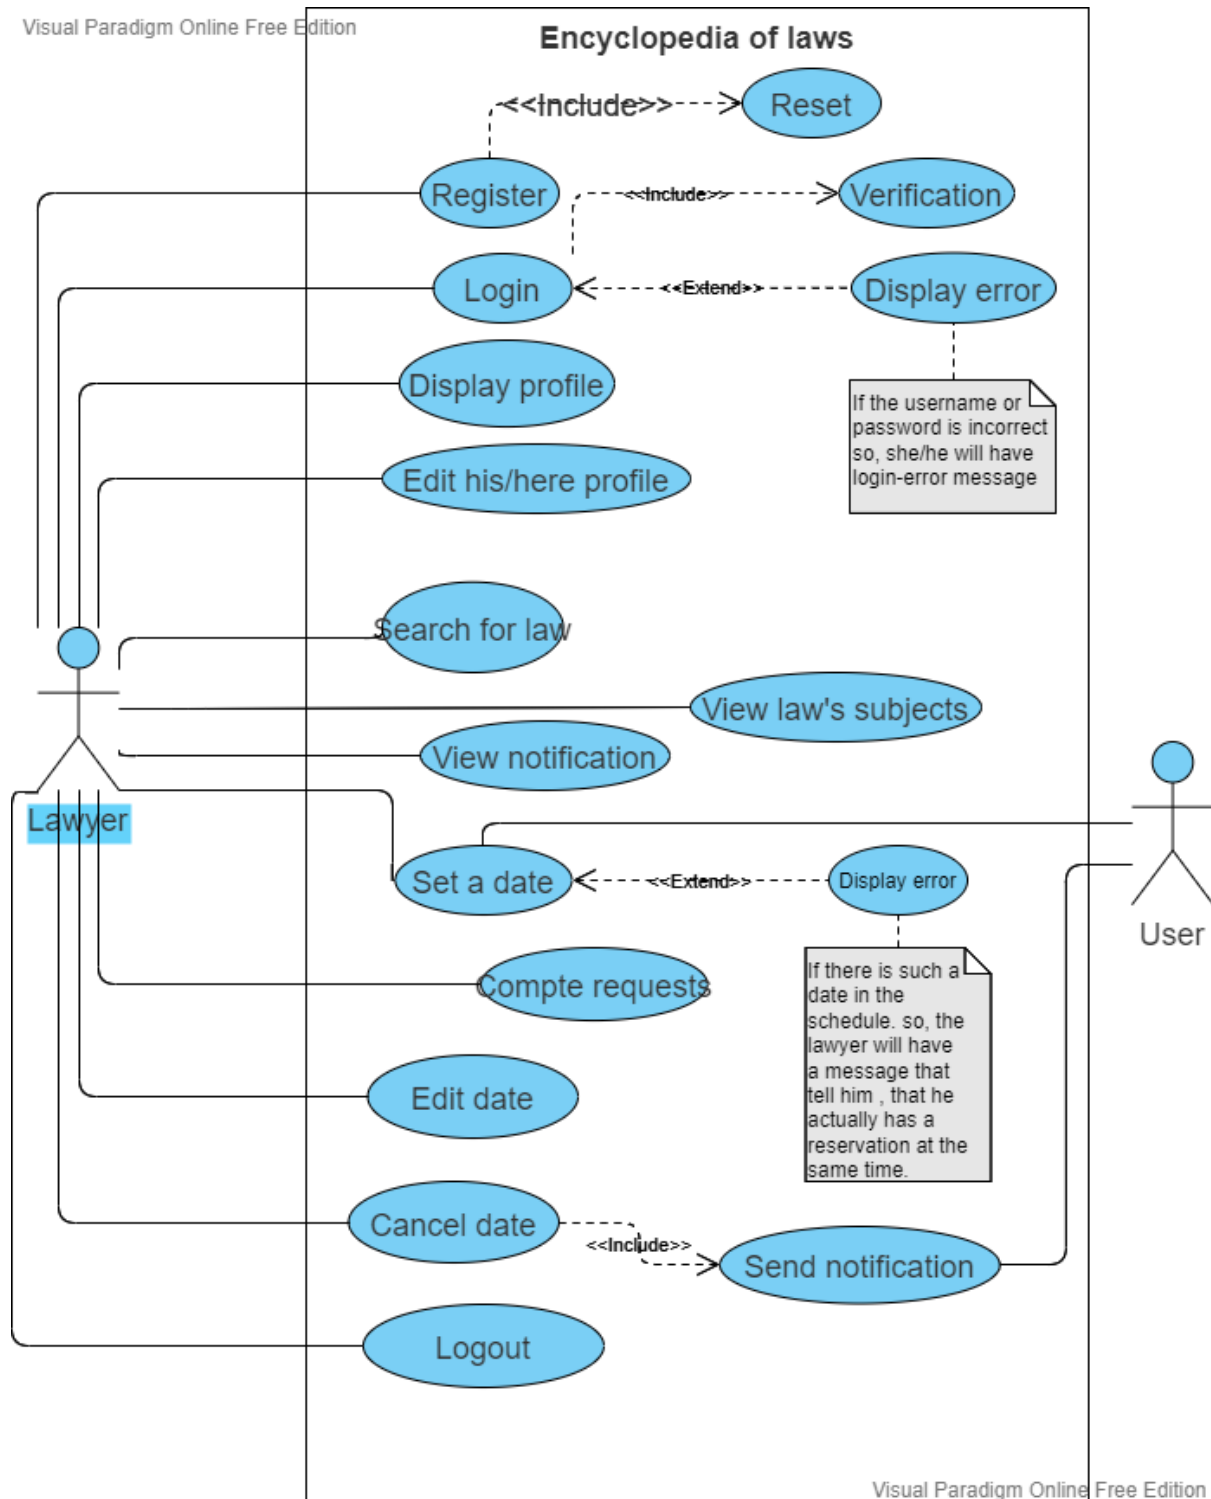 Visual Paradigm Online Free Edition
Encyclopedia of laws
<<Include>>
Reset
Register
<<Include>>
Verification
Login
<<Extend>>
Display error
Display profile
If the username or
password is incorrect
so, she/he will have
login-error message
Edit his/here profile
Search for law
View law's subjects
View notification
Lawyer
Set a date
<<Extend>>
Display error
User
Compte requests
If there is such a
date in the
schedule. so, the
lawyer will have
a message that
tell him , that he
actually has a
reservation at the
same time.
Edit date
Cancel date
<<Include>>
Send notification
Logout
Visual Paradigm Online Free Edition